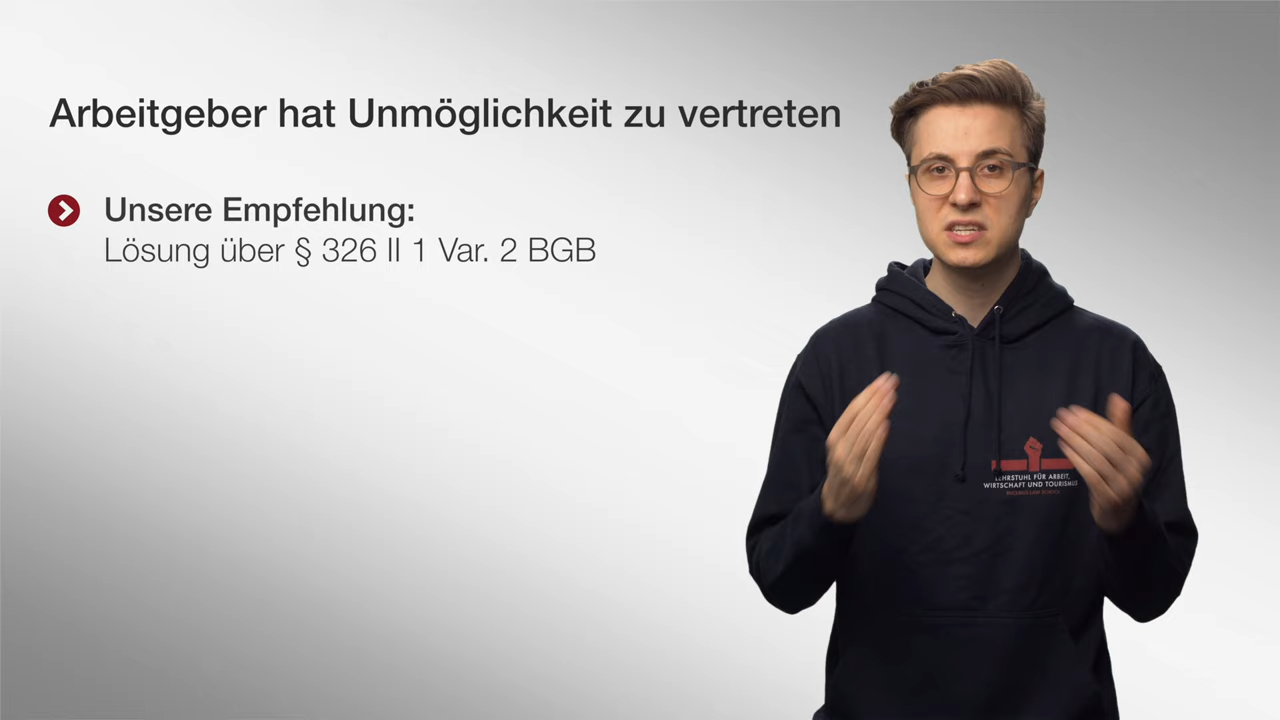 Arbeitgeber hat Unmöglichkeit zu vertreten
Unsere Empfehlung:
Lösung über § 326 II 1 Var. 2 BGB
LEHRSTUHL FÜR ARBEIT,
WIRTSCHAFT UND TOURISMUS